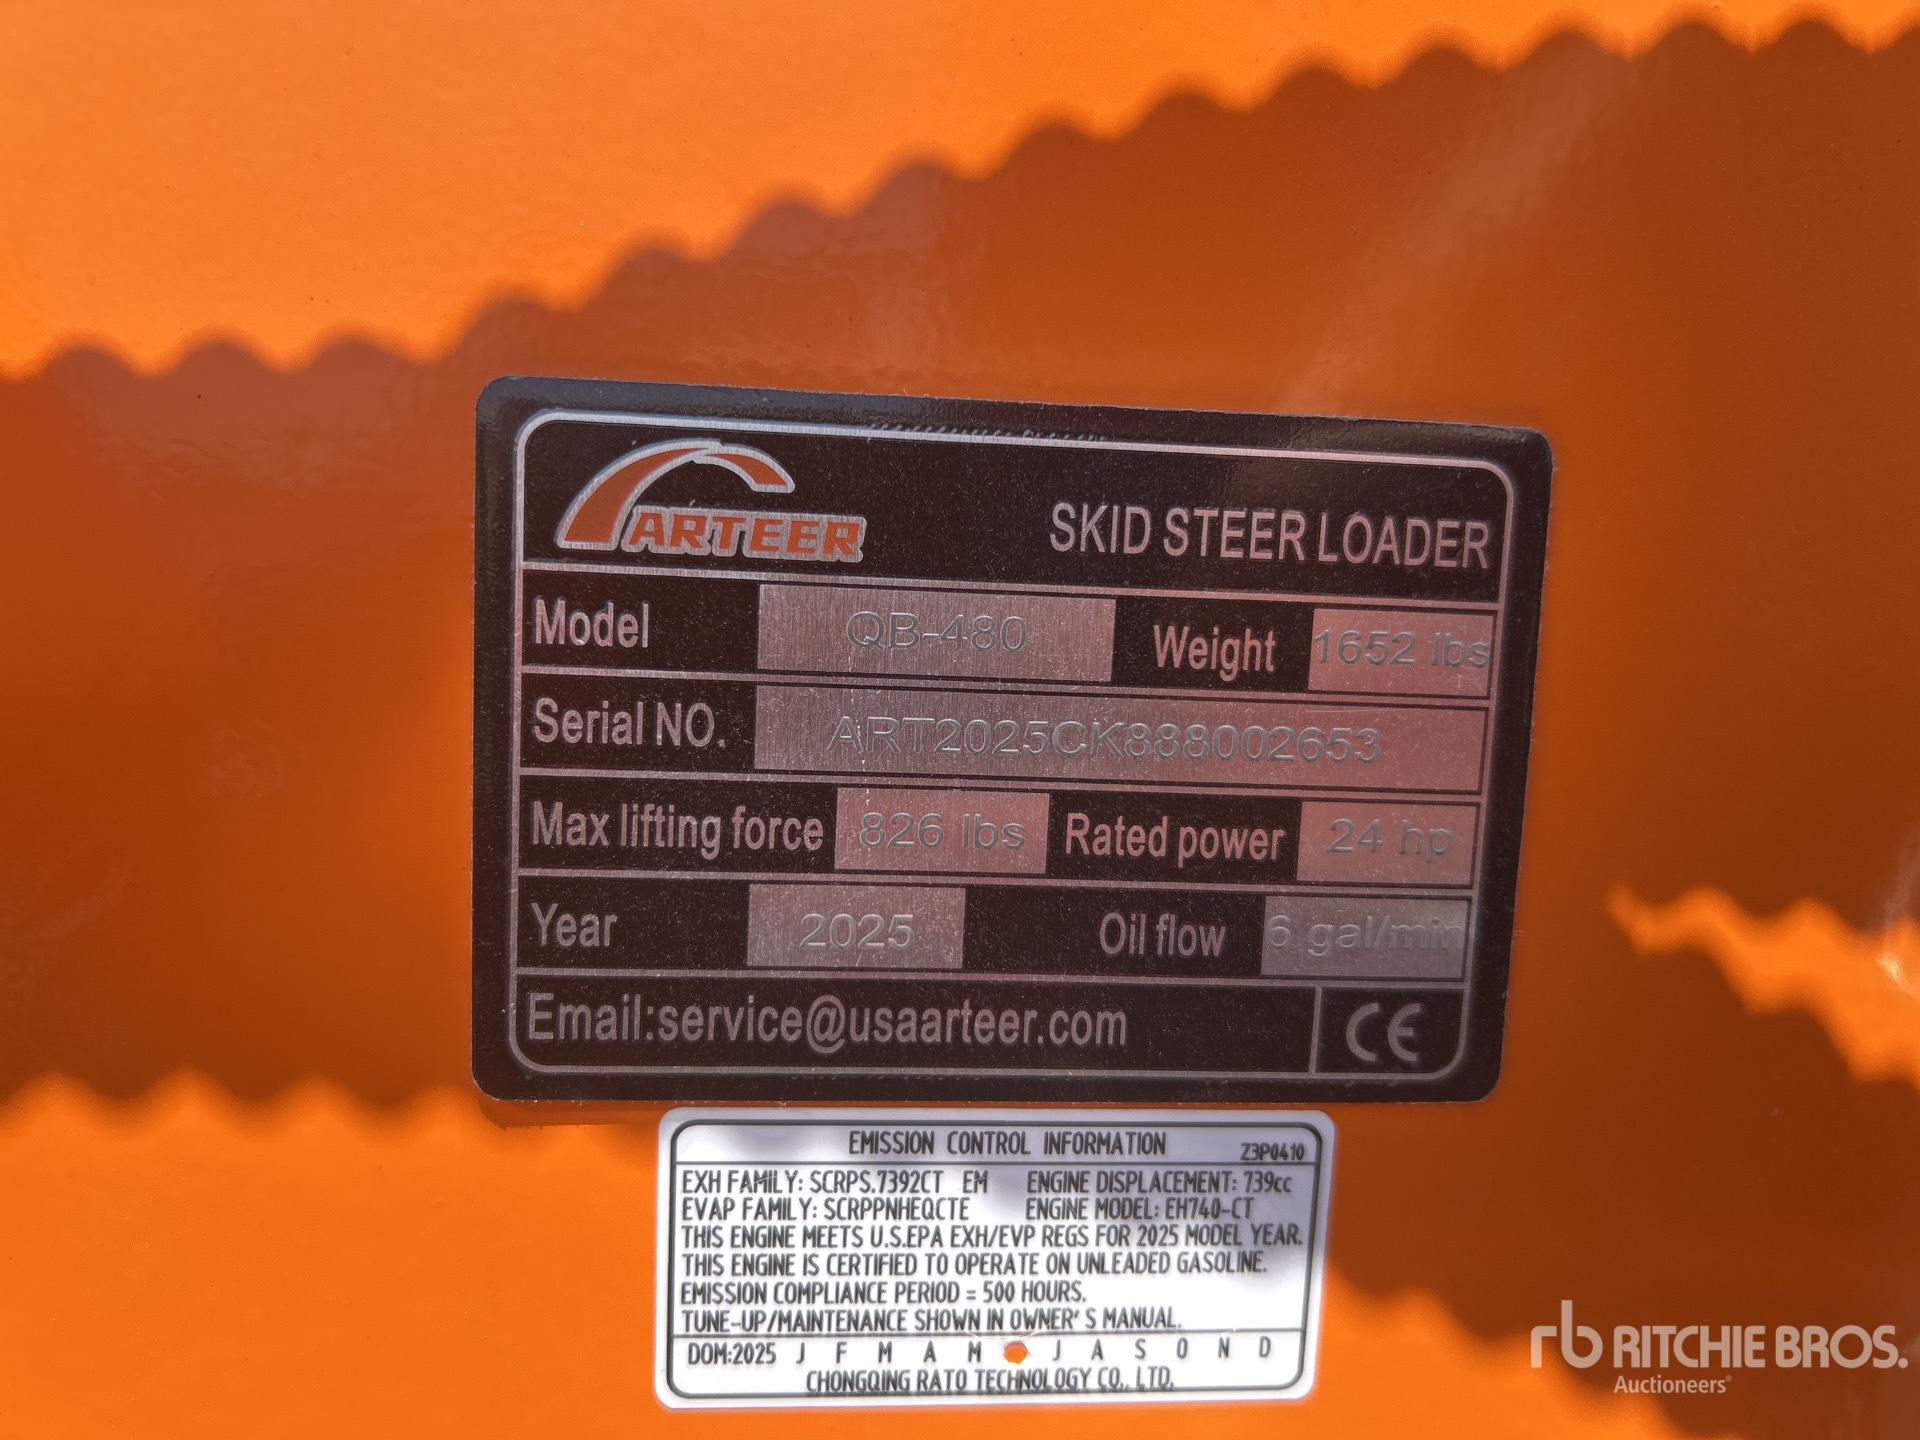 ARTEER
SKID STEER LOADER
Model QB-480 Weight 1652 lbs
Serial NO. ART2025CK888002653
Max lifting force 826 lbs Rated power 24 hp
Year 2025 Oil flow 6 gal/min
Email:service@usaarteer.com CE
EMISSION CONTROL INFORMATION Z3P0410
EXH FAMILY: SCRPS.7392CT EM ENGINE DISPLACEMENT: 739cc
EVAP FAMILY: SCRPPNHEQCTE ENGINE MODEL: EH740-CT
THIS ENGINE MEETS U.S.EPA EXH/EVP REGS FOR 2025 MODEL YEAR.
THIS ENGINE IS CERTIFIED TO OPERATE ON UNLEADED GASOLINE.
EMISSION COMPLIANCE PERIOD = 500 HOURS.
TUNE-UP/MAINTENANCE SHOWN IN OWNER' S MANUAL.
DOM:2025 J F M A M J A S O N D
CHONGQING RATO TECHNOLOGY CO., LTD.
rb RITCHIE BROS.
Auctioneers